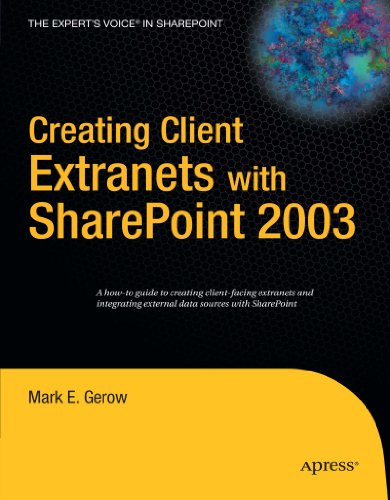 THE EXPERT'S VOICE® IN SHAREPOINT
Creating Client
Extranets with
SharePoint 2003
A how-to guide to creating client-facing extranets and
integrating external data sources with SharePoint
Mark E. Gerow
Apress®